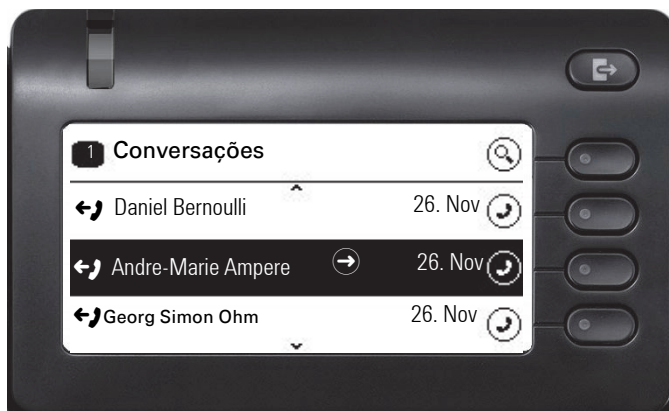 1 Conversações
Daniel Bernoulli 26. Nov
Andre-Marie Ampere 26. Nov
Georg Simon Ohm 26. Nov